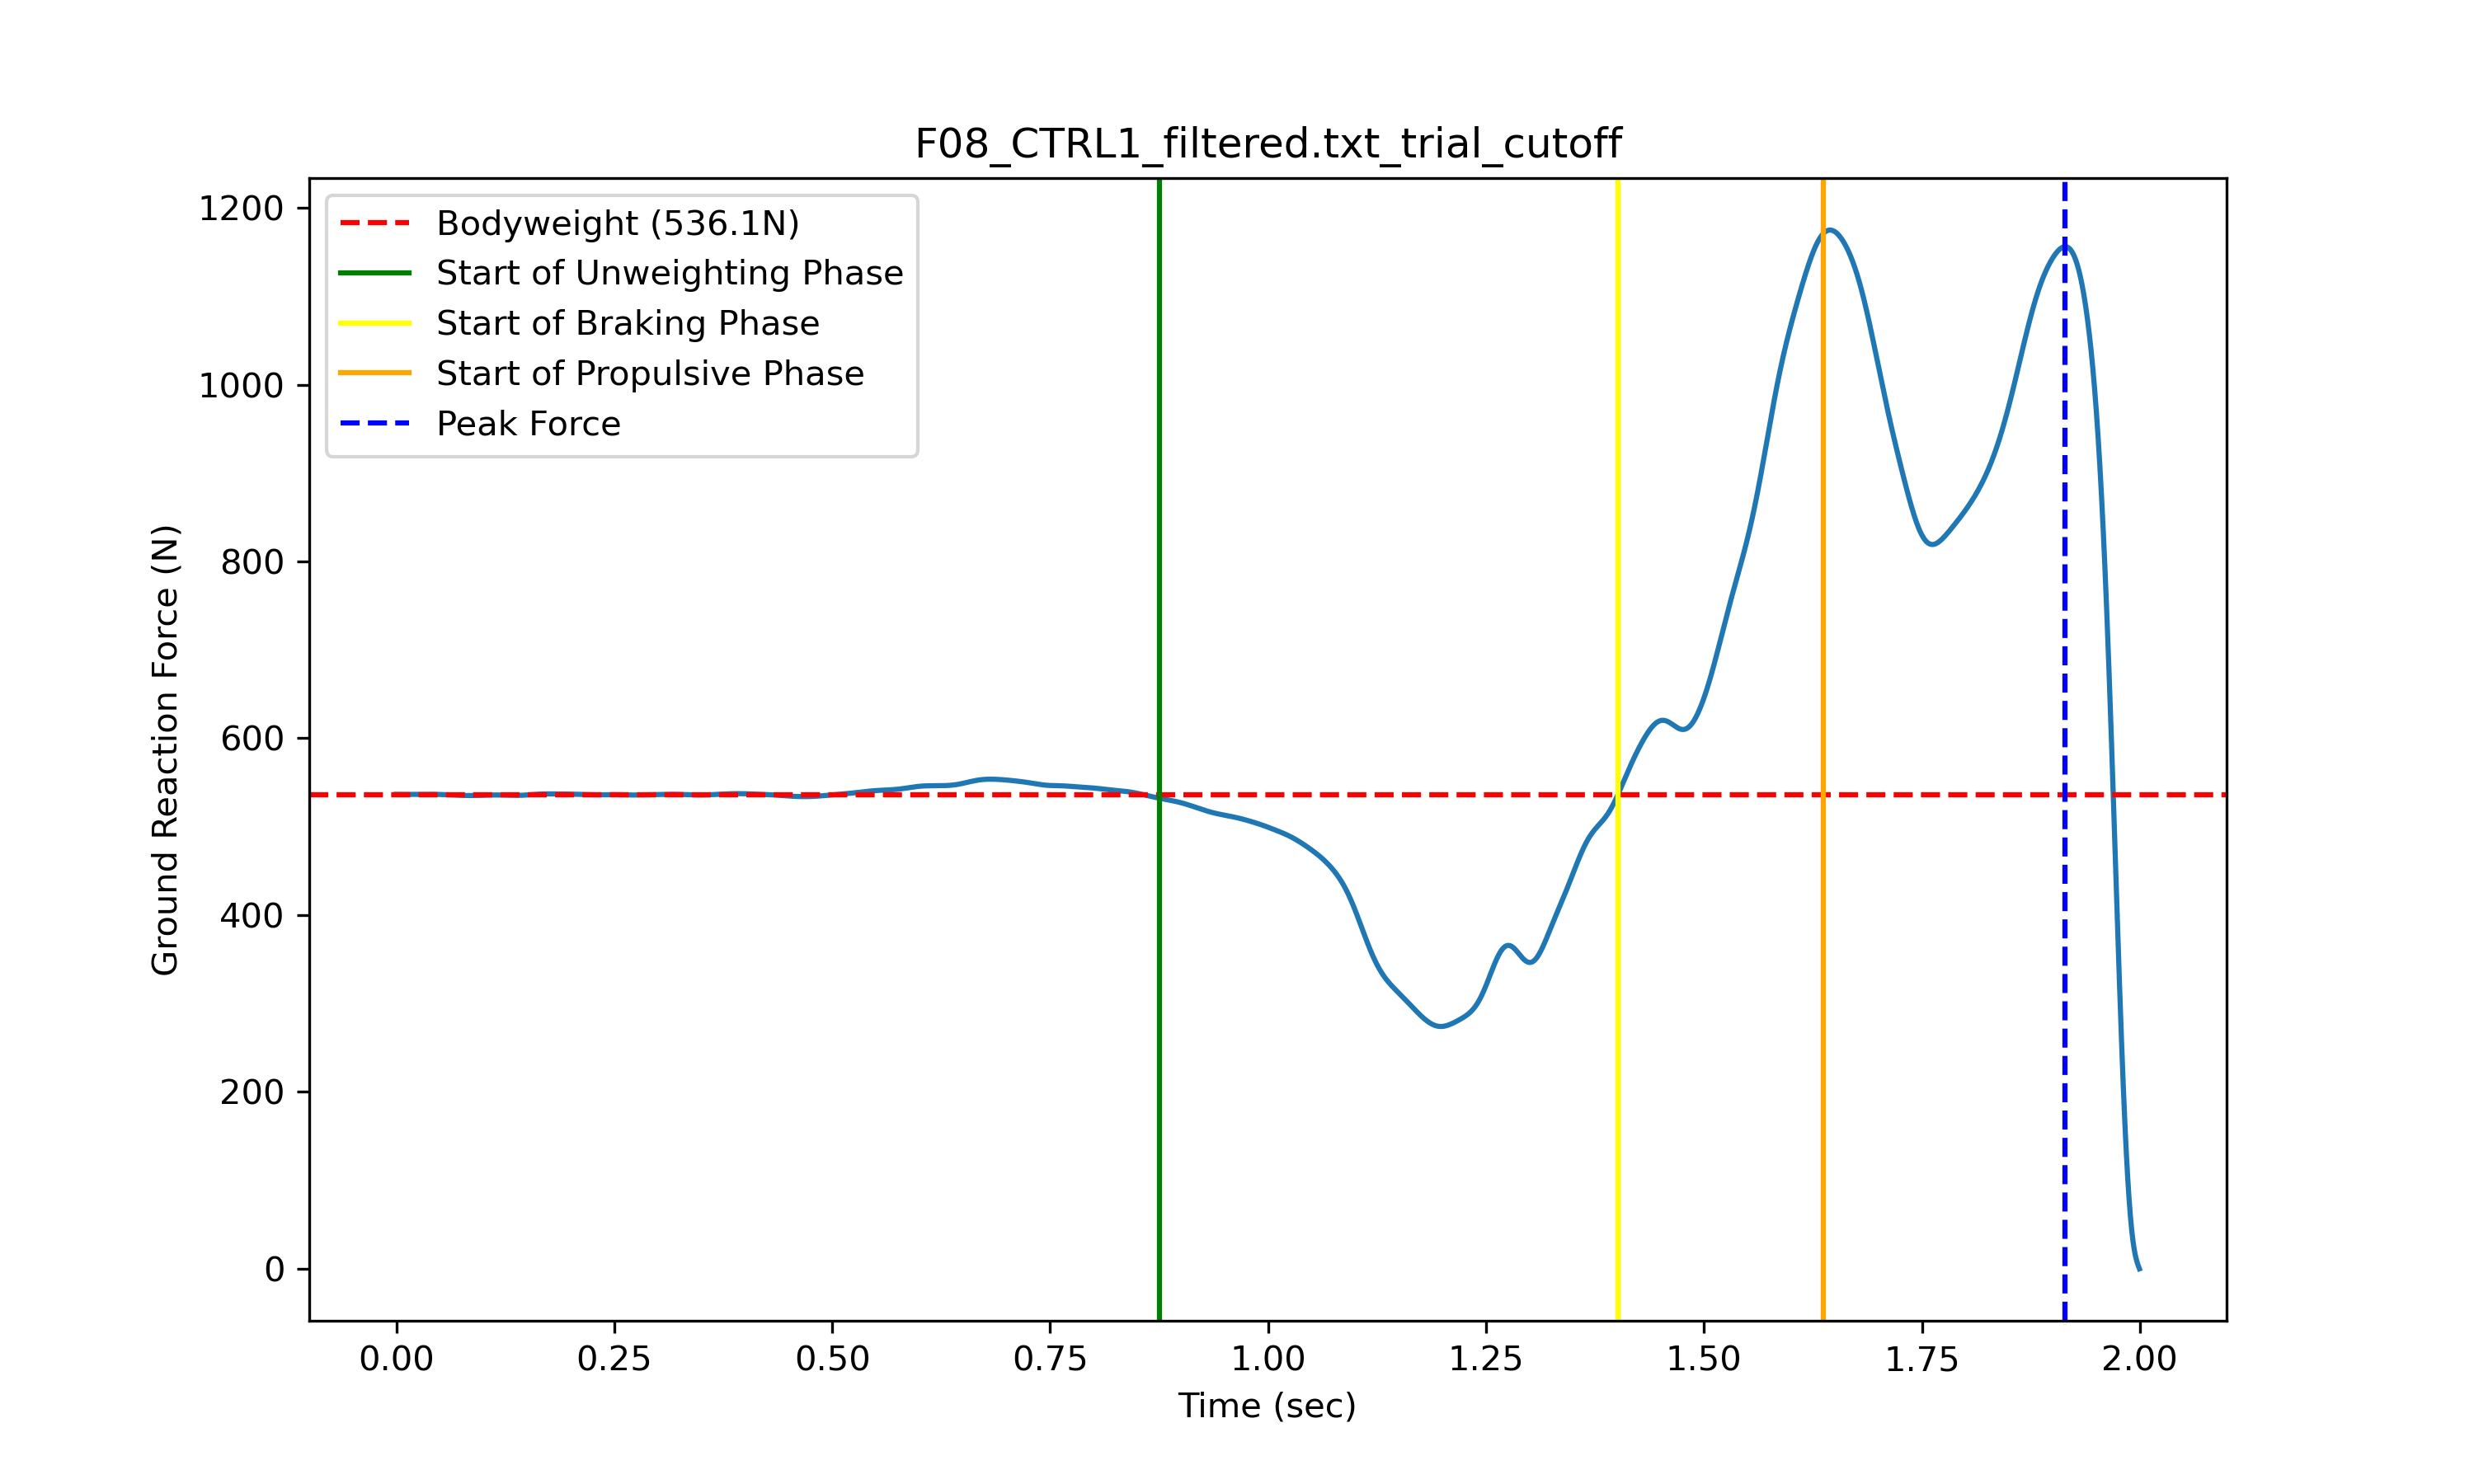 F08_CTRL1_filtered.txt_trial_cutoff
Bodyweight (536.1N)
Start of Unweighting Phase
Start of Braking Phase
Start of Propulsive Phase
Peak Force
Ground Reaction Force (N)
1200
1000
800
600
400
200
0
0.00 0.25 0.50 0.75 1.00 1.25 1.50 1.75 2.00
Time (sec)